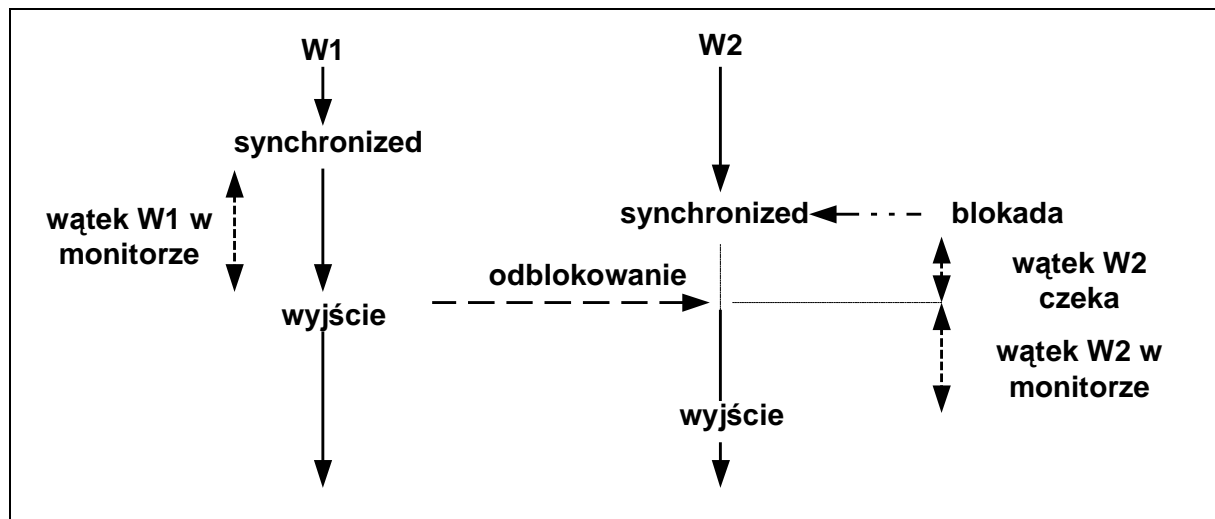 W1
W2
synchronized
wątek W1 w
monitorze
synchronized
blokada
wątek W2
czeka
odblokowanie
wyjście
wątek W2 w
monitorze
wyjście